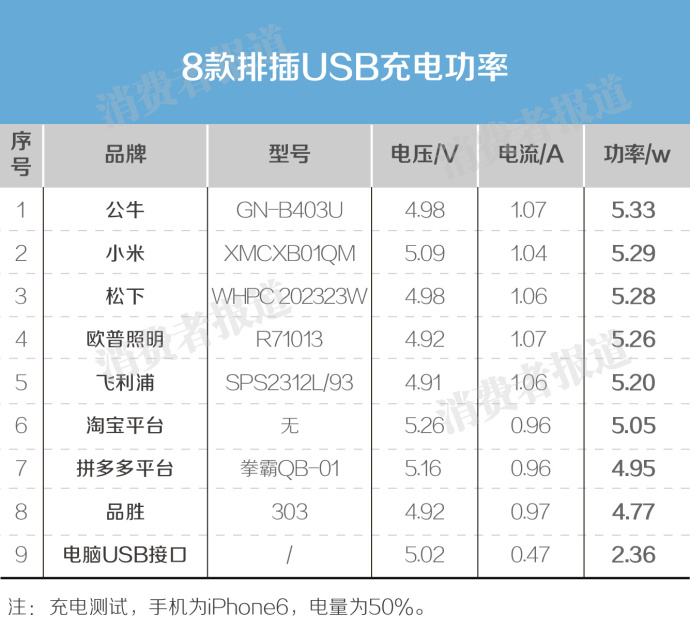 8款排插USB充电功率
序号 品牌 型号 电压/V 电流/A 功率/w
1 公牛 GN-B403U 4.98 1.07 5.33
2 小米 XMCXB01QM 5.09 1.04 5.29
3 松下 WHPC 202323W 4.98 1.06 5.28
4 欧普照明 R71013 4.92 1.07 5.26
5 飞利浦 SPS2312L/93 4.91 1.06 5.20
6 淘宝平台 无 5.26 0.96 5.05
7 拼多多平台 拳霸QB-01 5.16 0.96 4.95
8 品胜 303 4.92 0.97 4.77
9 电脑USB接口 / 5.02 0.47 2.36
注：充电测试，手机为iPhone6，电量为50%。
消费者报道
消费者报道
消费者报道
消费者报道